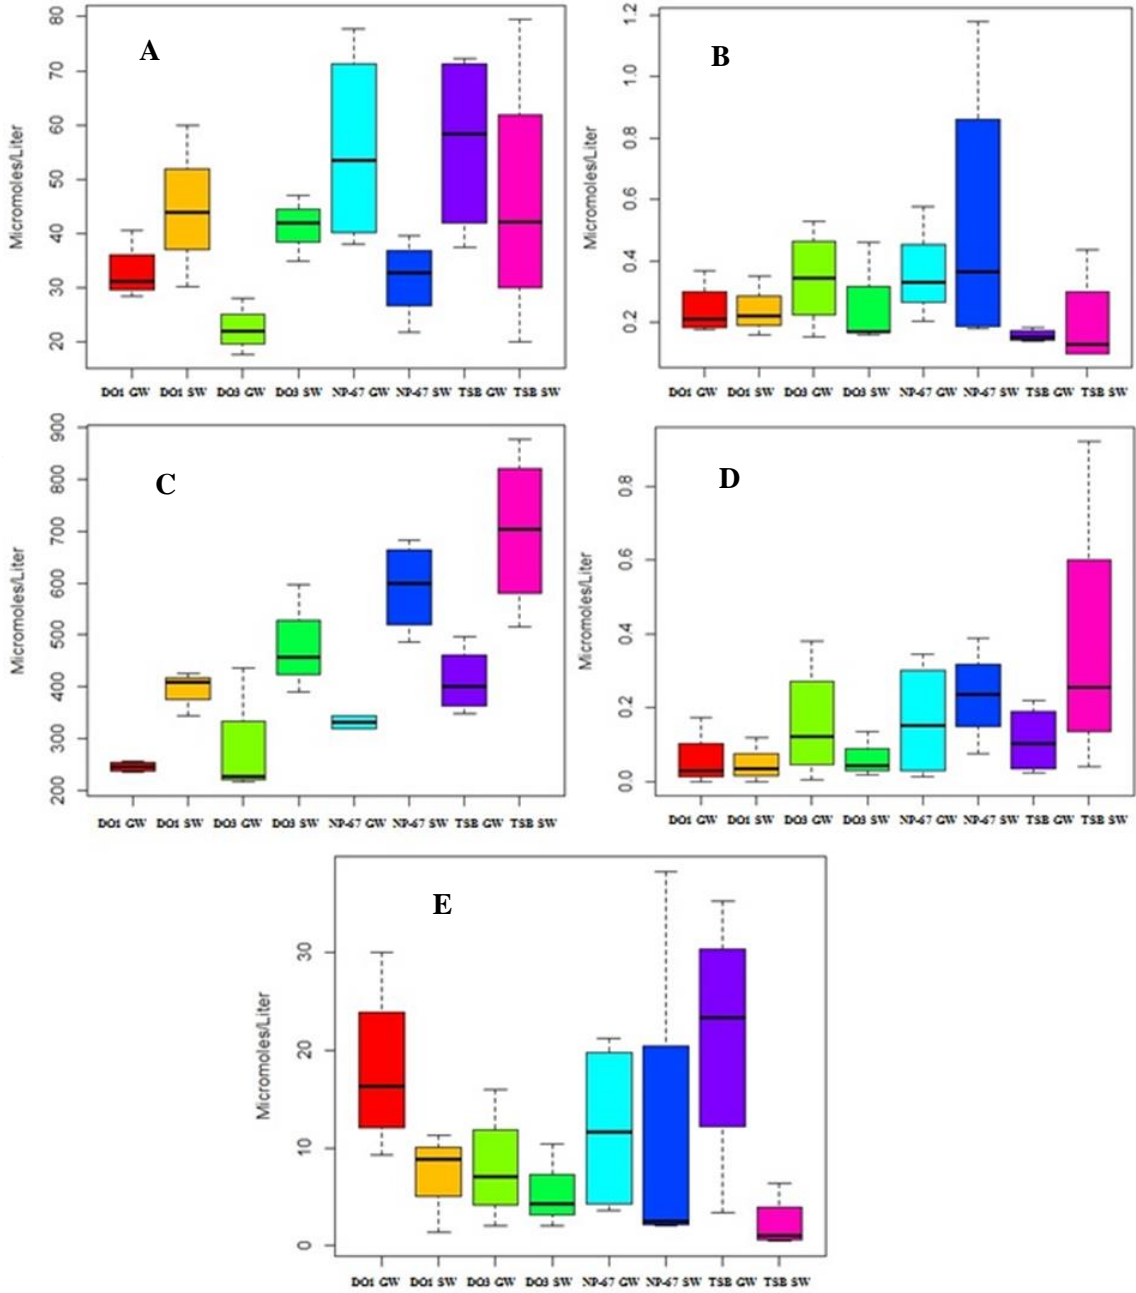 A
Micromoles/Liter
80
70
60
50
40
30
20
DO1 GW DO1 SW DO3 GW DO3 SW NP-67 GW NP-67 SW TSB GW TSB SW
B
Micromoles/Liter
1.2
1.0
0.8
0.6
0.4
0.2
DO1 GW DO1 SW DO3 GW DO3 SW NP-67 GW NP-67 SW TSB GW TSB SW
C
Micromoles/Liter
900
800
700
600
500
400
300
200
DO1 GW DO1 SW DO3 GW DO3 SW NP-67 GW NP-67 SW TSB GW TSB SW
D
Micromoles/Liter
0.8
0.6
0.4
0.2
0.0
DO1 GW DO1 SW DO3 GW DO3 SW NP-67 GW NP-67 SW TSB GW TSB SW
E
Micromoles/Liter
30
20
10
0
DO1 GW DO1 SW DO3 GW DO3 SW NP-67 GW NP-67 SW TSB GW TSB SW